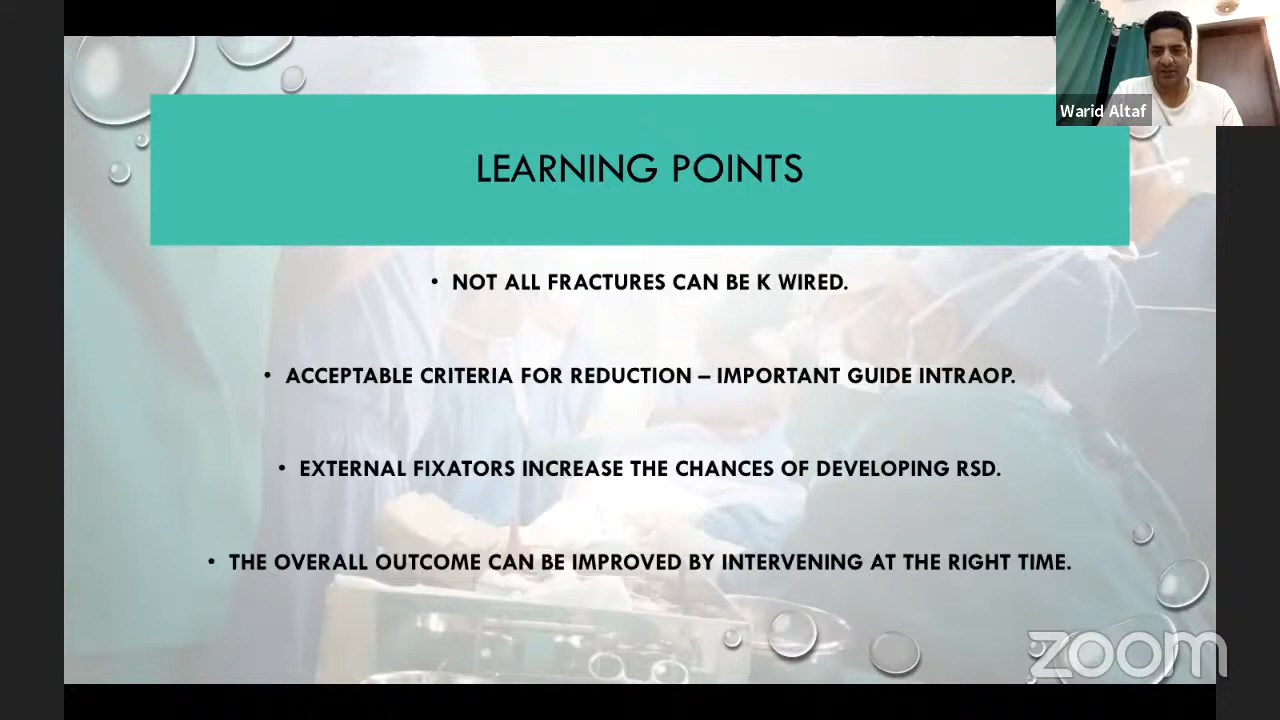 Warid Altaf
LEARNING POINTS
• NOT ALL FRACTURES CAN BE K WIRED.
• ACCEPTABLE CRITERIA FOR REDUCTION – IMPORTANT GUIDE INTRAOP.
• EXTERNAL FIXATORS INCREASE THE CHANCES OF DEVELOPING RSD.
• THE OVERALL OUTCOME CAN BE IMPROVED BY INTERVENING AT THE RIGHT TIME.
zoom